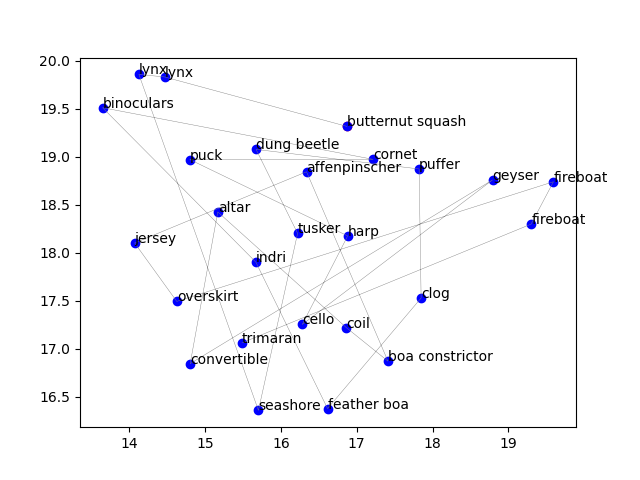 20.0
19.5
19.0
18.5
18.0
17.5
17.0
16.5
14 15 16 17 18 19
lynx
lynx
binoculars
butternut squash
dung beetle
puck
cornet
puffer
affenpinscher
geyser
fireboat
altar
fireboat
jersey
tusker
harp
indri
overskirt
clog
cello
coil
trimaran
convertible
boa constrictor
seashore
feather boa